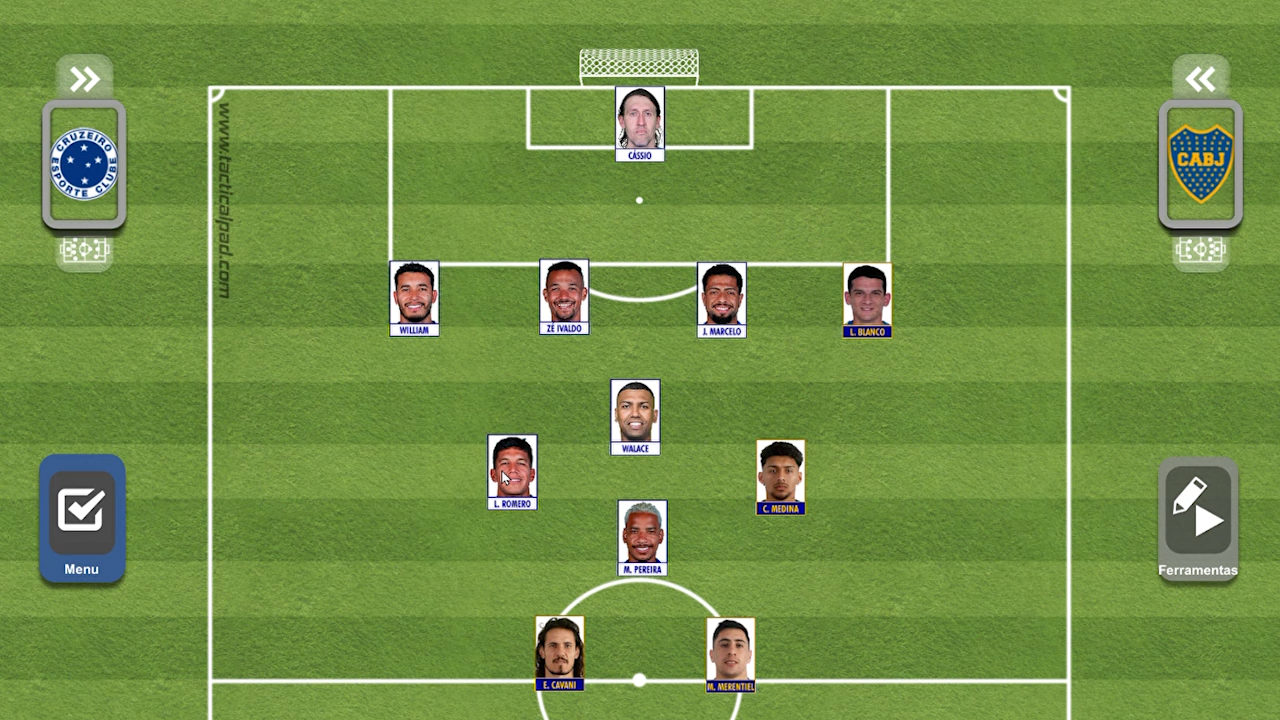 CRUZEIRO
ESPORTE CLUBE
CABJ
www.tacticalpad.com
CÁSSIO
WILLIAM
ZÉ IVALDO
J. MARCELO
L. BLANCO
WALACE
L. ROMERO
C. MEDINA
M. PEREIRA
Menu
Ferramentas
E. CAVANI
M. MERENTIEL